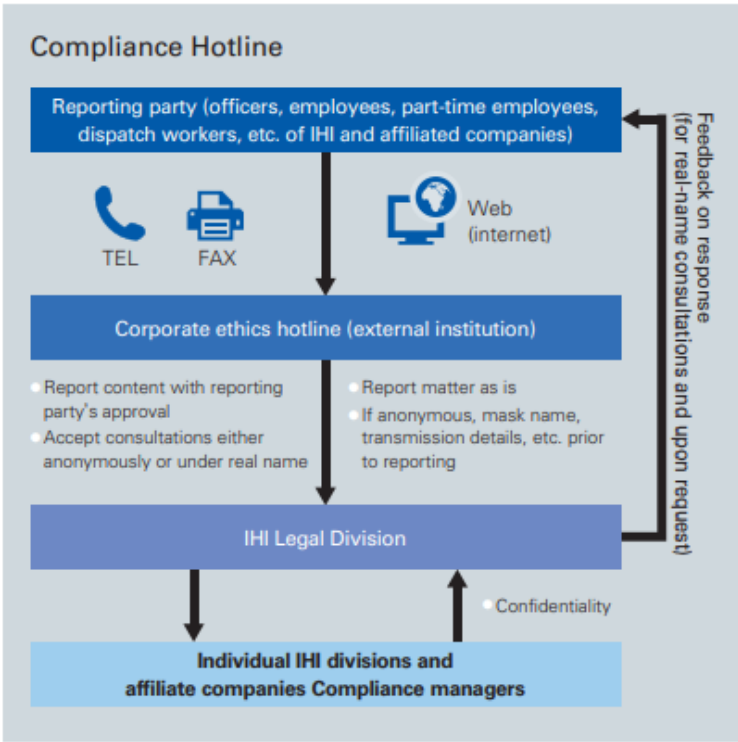 Compliance Hotline
Reporting party (officers, employees, part-time employees,
dispatch workers, etc. of IHI and affiliated companies)
TEL
FAX
Web
(internet)
Corporate ethics hotline (external institution)
Report content with reporting
party's approval
Accept consultations either
anonymously or under real name
Report matter as is
If anonymous, mask name,
transmission details, etc. prior
to reporting
IHI Legal Division
Confidentiality
Individual IHI divisions and
affiliate companies Compliance managers
Feedback on response
(for real-name consultations and upon request)